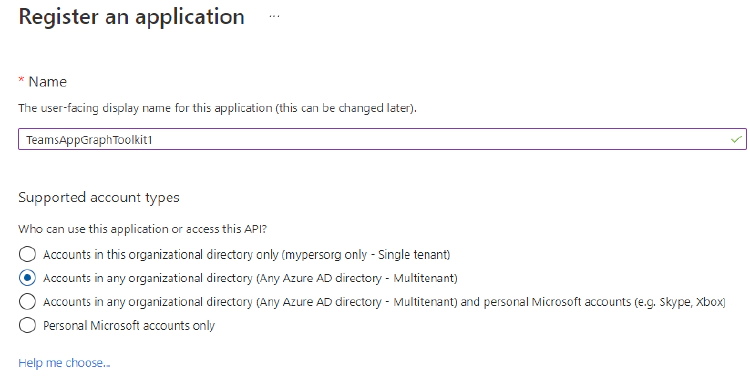 Register an application ...
* Name
The user-facing display name for this application (this can be changed later).
TeamsAppGraphToolkit1
Supported account types
Who can use this application or access this API?
Accounts in this organizational directory only (mypersorg only - Single tenant)
Accounts in any organizational directory (Any Azure AD directory - Multitenant)
Accounts in any organizational directory (Any Azure AD directory - Multitenant) and personal Microsoft accounts (e.g. Skype, Xbox)
Personal Microsoft accounts only
Help me choose...